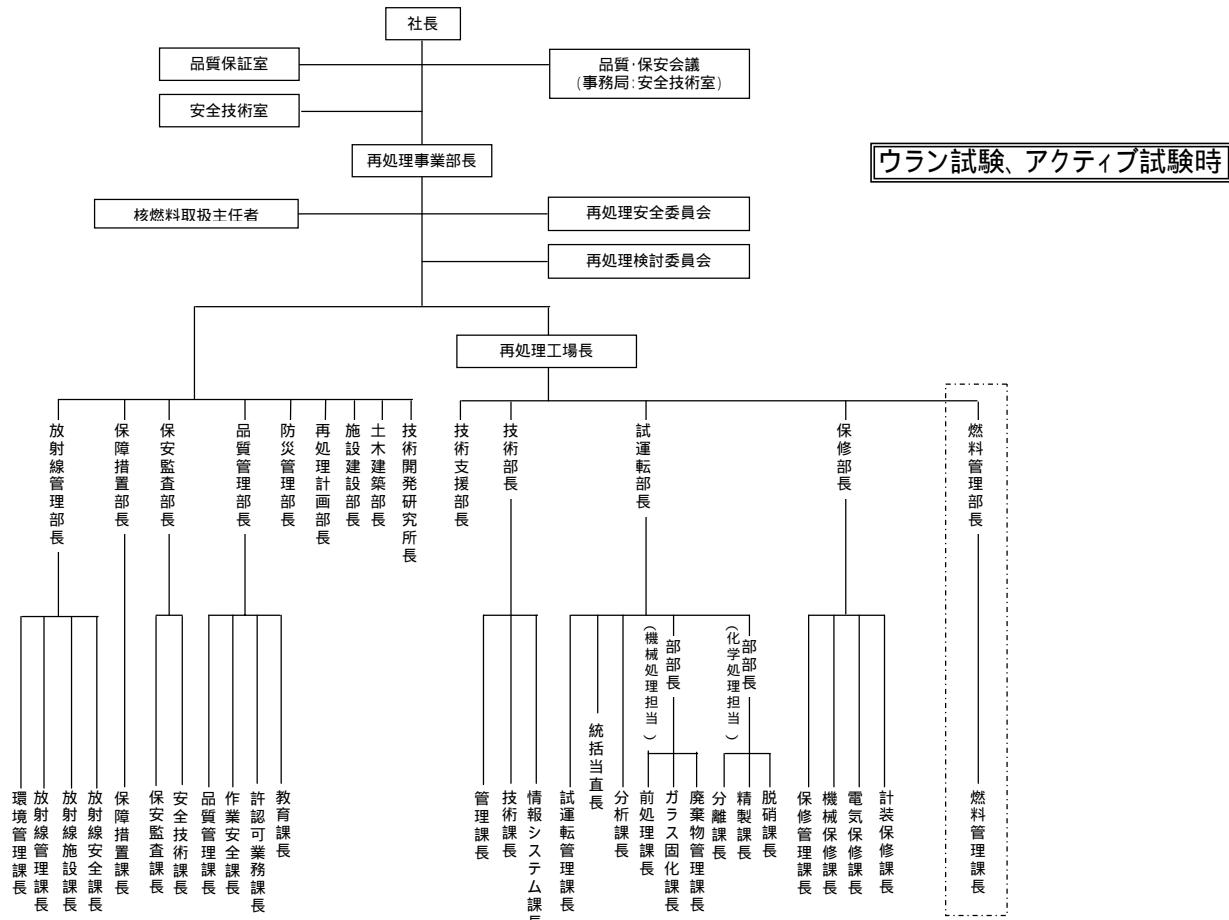 社長
品質保証室
品質・保安会議
(事務局:安全技術室)
安全技術室
再処理事業部長
ウラン試験、アクティブ試験時
核燃料取扱主任者
再処理安全委員会
再処理検討委員会
再処理工場長
放射線管理部長
保障措置部長
保安監査部長
品質管理部長
防災管理部長
再処理計画部長
施設建設部長
土木建築部長
技術開発研究所長
技術支援部長
技術部長
試運転部長
保修部長
燃料管理部長
部部長
(機械処理担当)
部部長
(化学処理担当)
環境管理課長
放射線管理課長
放射線施設課長
放射線安全課長
保障措置課長
保安監査課長
安全技術課長
品質管理課長
作業安全課長
許認可業務課長
教育課長
管理課長
技術課長
情報システム課長
試運転管理課長
統括当直長
分析課長
前処理課長
ガラス固化課長
廃棄物管理課長
分離課長
精製課長
脱硝課長
保修管理課長
機械保修課長
電気保修課長
計装保修課長
燃料管理課長